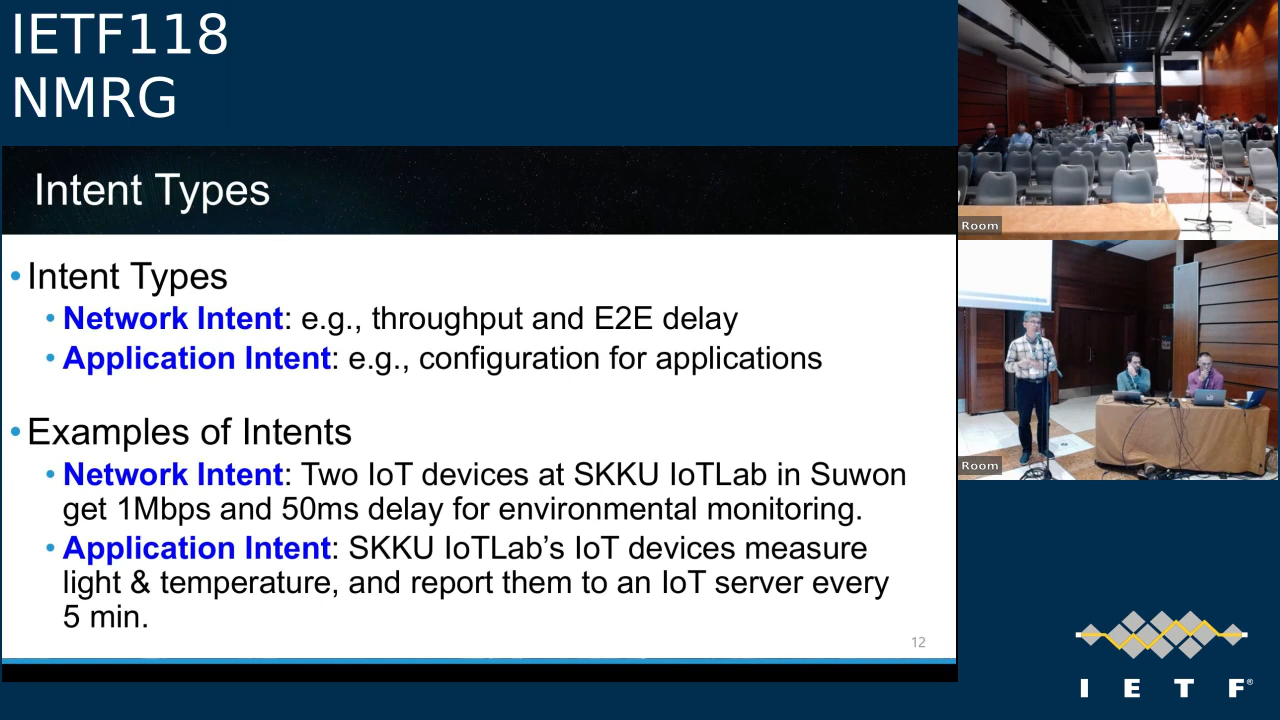 IETF118
NMRG
Intent Types
• Intent Types
• Network Intent: e.g., throughput and E2E delay
• Application Intent: e.g., configuration for applications
• Examples of Intents
• Network Intent: Two IoT devices at SKKU IoTLab in Suwon
get 1Mbps and 50ms delay for environmental monitoring.
• Application Intent: SKKU IoTLab’s IoT devices measure
light & temperature, and report them to an IoT server every
5 min.
12
Room
Room
I E T F®